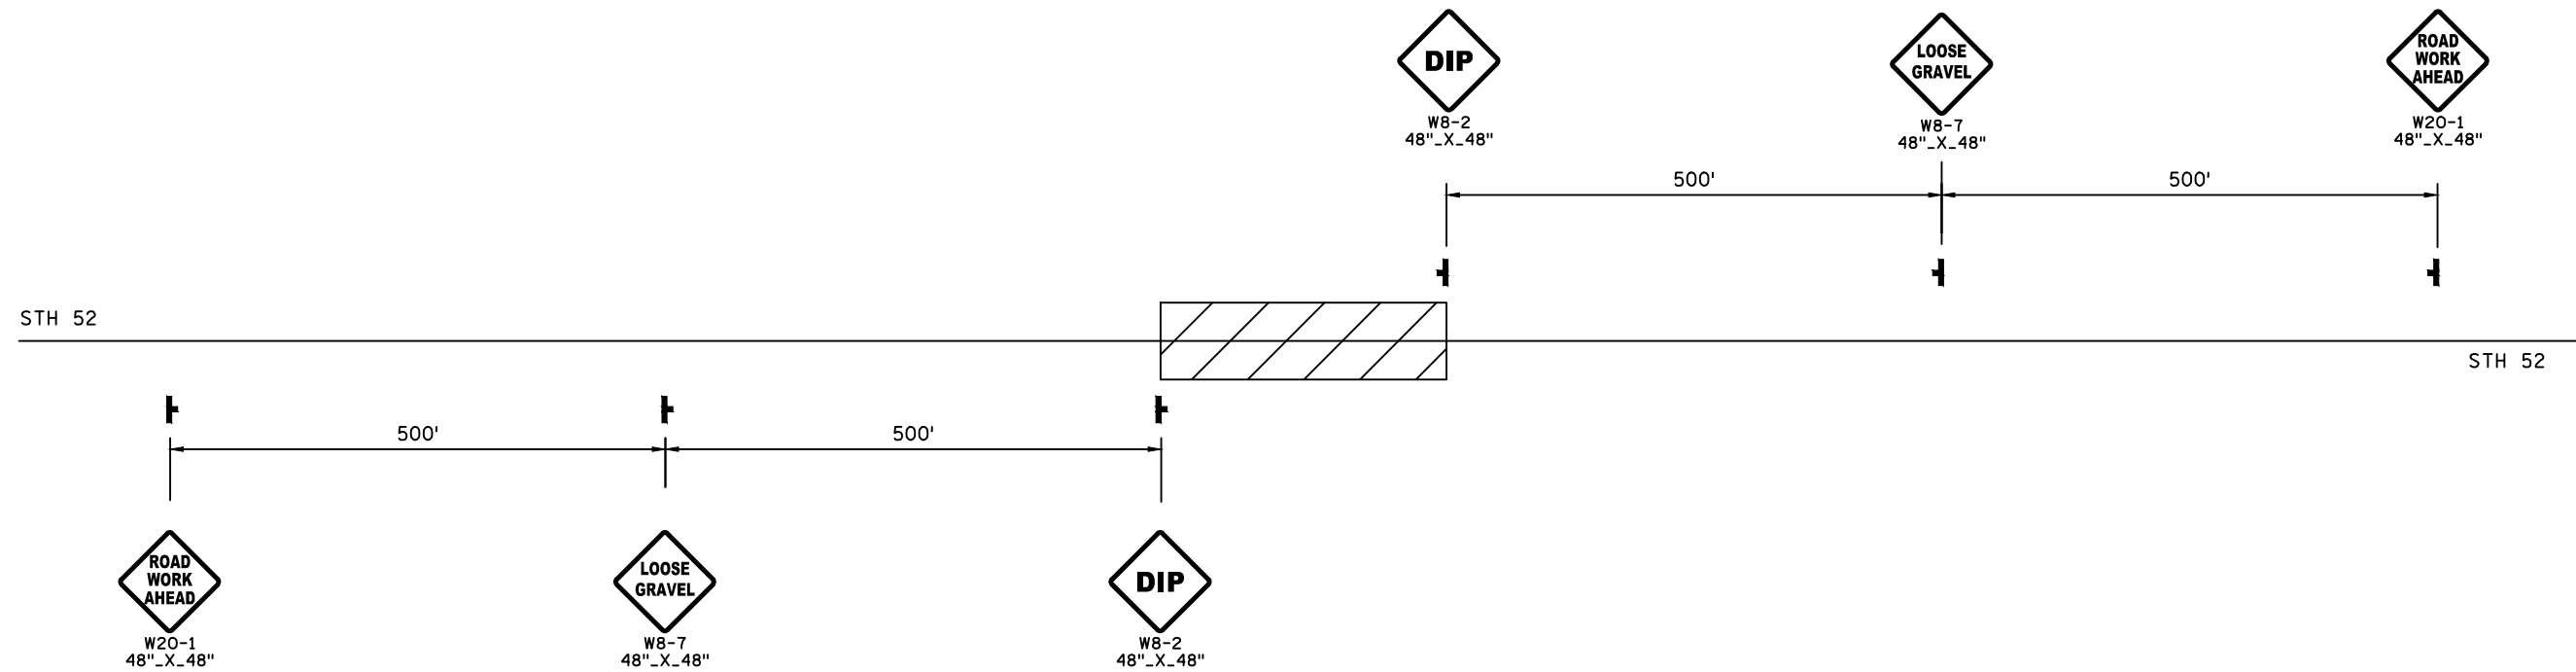 DIP
W8-2
48"_X_48"
LOOSE
GRAVEL
W8-7
48"_X_48"
ROAD
WORK
AHEAD
W20-1
48"_X_48"
500'
500'
STH 52
STH 52
500'
500'
ROAD
WORK
AHEAD
W20-1
48"_X_48"
LOOSE
GRAVEL
W8-7
48"_X_48"
DIP
W8-2
48"_X_48"